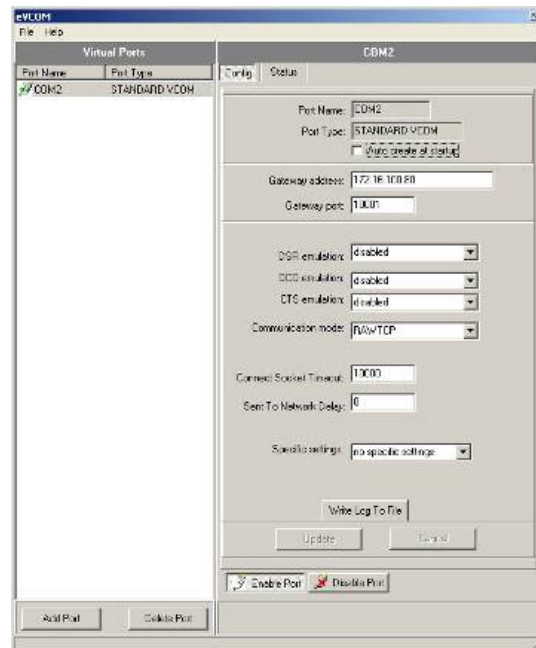 eVCOM
File Help
Virtual Ports
COM2
Port Name Port Type
COM2 STANDARD VCOM
Config Status
Port Name: COM2
Port Type: STANDARD VCOM
Auto create at startup
Gateway address: 172.16.100.80
Gateway port: 10001
DSR emulation: disabled
DCD emulation: disabled
CTS emulation: disabled
Communication mode: RAWTCP
Connect Socket Timeout: 10000
Sent To Network Delay: 0
Specific settings: no specific settings
Write Log To File
Update Cancel
Enable Port Disable Port
Add Port Delete Port